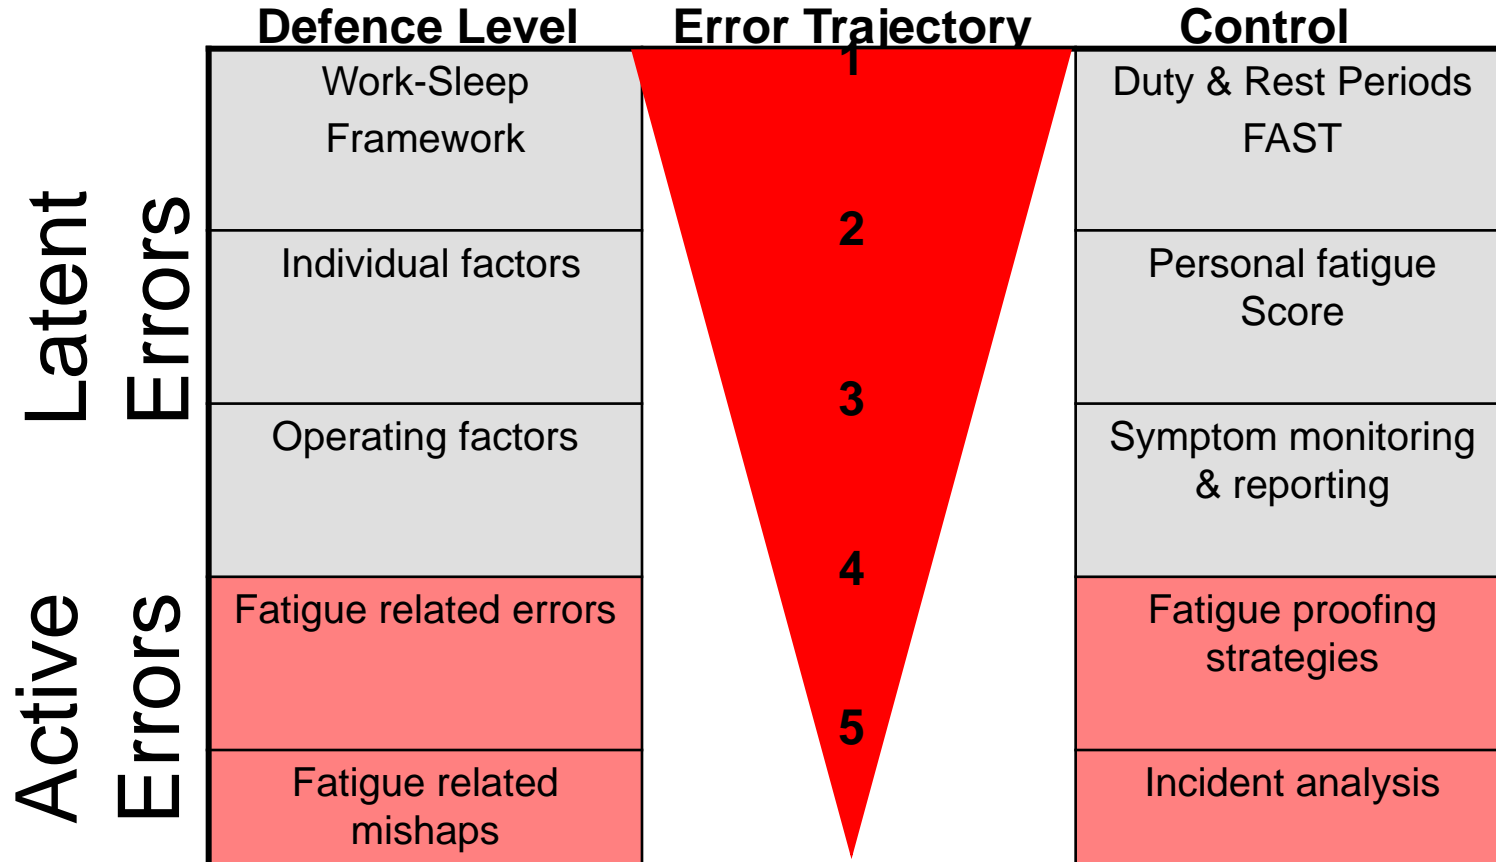 Defence Level Error Trajectory Control
Latent
Errors
Active
Errors
1
Work-Sleep
Framework
Duty & Rest Periods
FAST
2
Individual factors
Personal fatigue
Score
3
Operating factors
Symptom monitoring
& reporting
4
Fatigue related errors
Fatigue proofing
strategies
5
Fatigue related
mishaps
Incident analysis